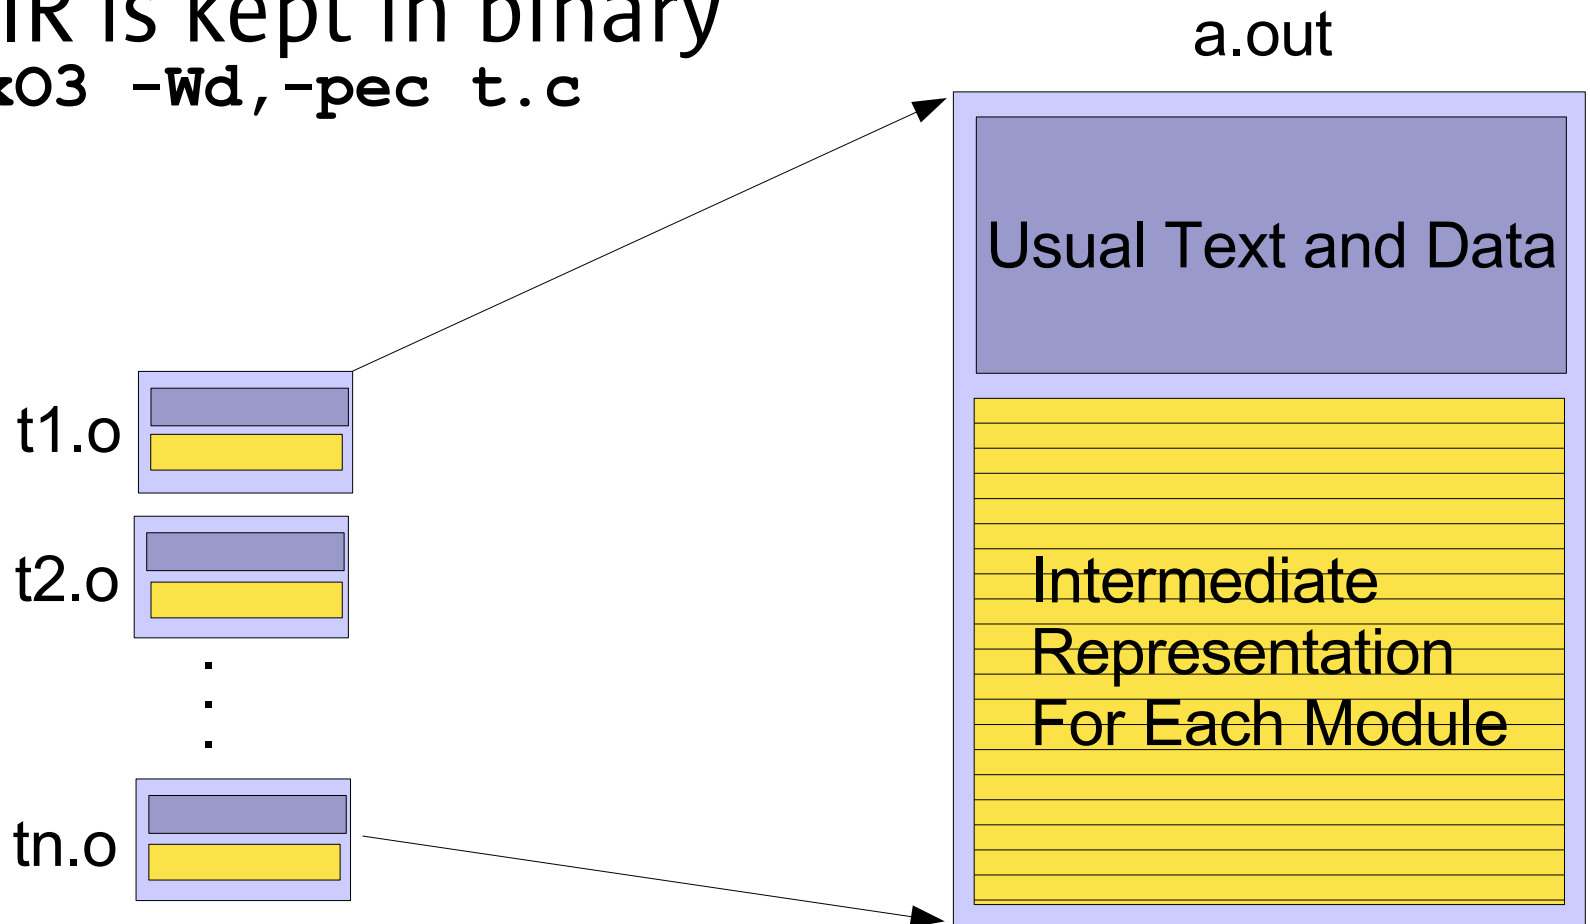 IR is kept in binary
xO3 -Wd,-pec t.c
a.out
Usual Text and Data
t1.o
t2.o
.
.
.
tn.o
Intermediate
Representation
For Each Module